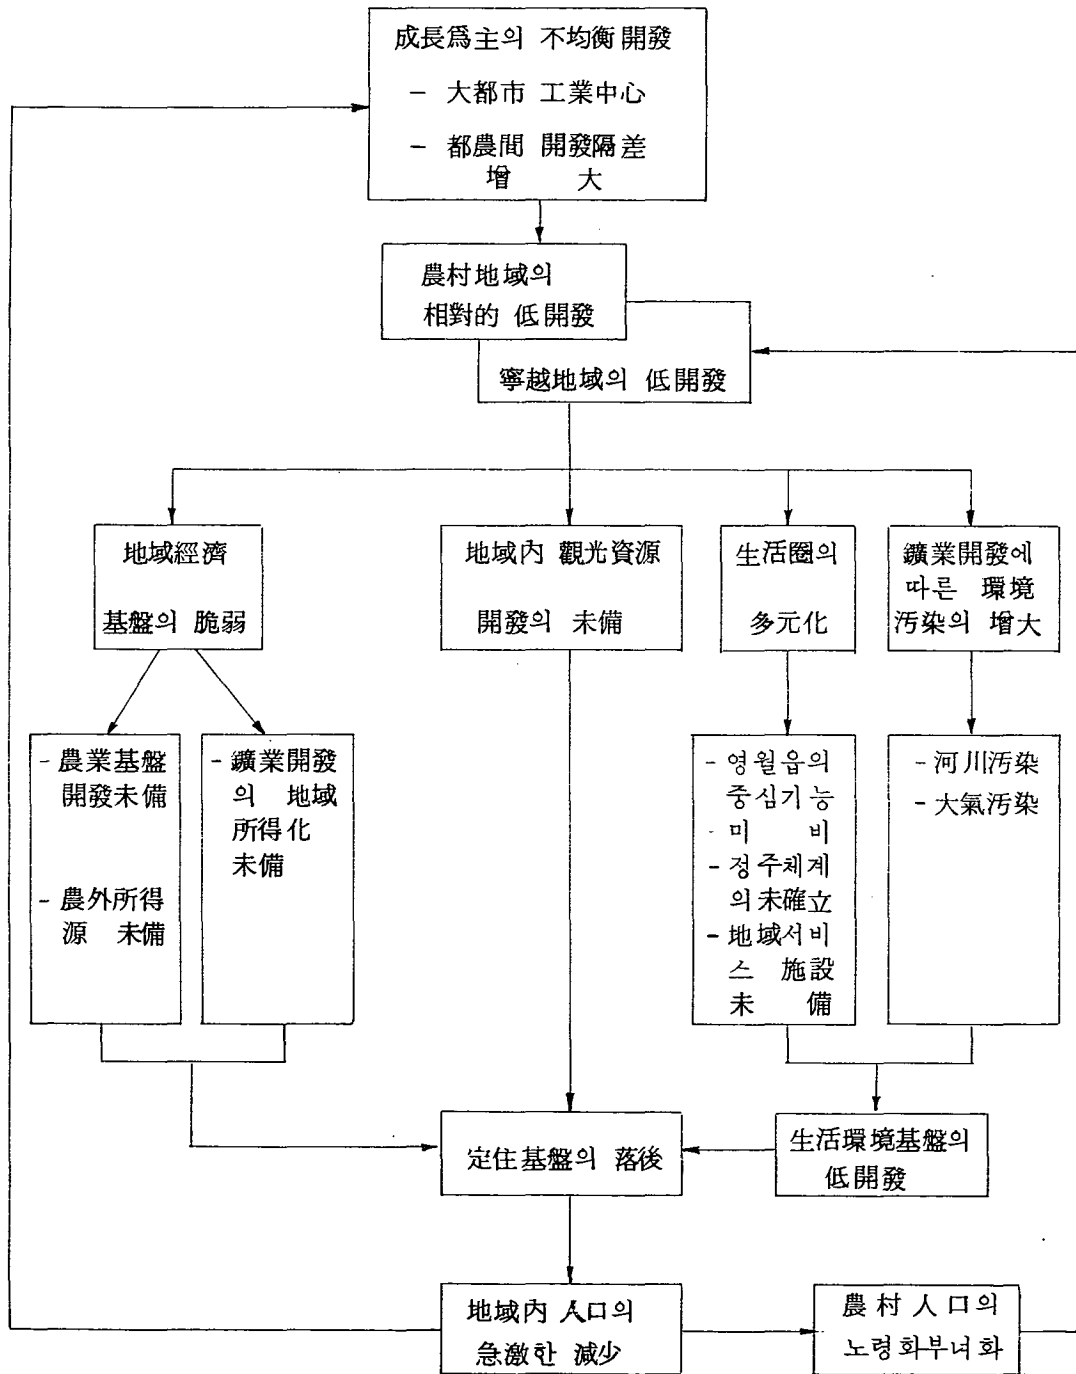 成長爲主의 不均衡開發
- 大都市 工業中心
- 都農間 開發隔差
增 大
農村地域의
相對的 低開發
寧越地域의 低開發
地域經濟
基盤의 脆弱
地域內 觀光資源
開發의 未備
生活圈의
多元化
鑛業開發에
따른 環境
汚染의 增大
- 農業基盤
開發未備
- 農外所得
源 未備
- 鑛業開發
의 地域
所得化
未備
- 영월읍의
중심기능
미 비
- 정주체계
의未確立
- 地域서비
스 施設
未 備
- 河川汚染
- 大氣汚染
定住基盤의 落後
生活環境基盤의
低開發
地域內 人口의
急激한 減少
農村人口의
노령화부녀화